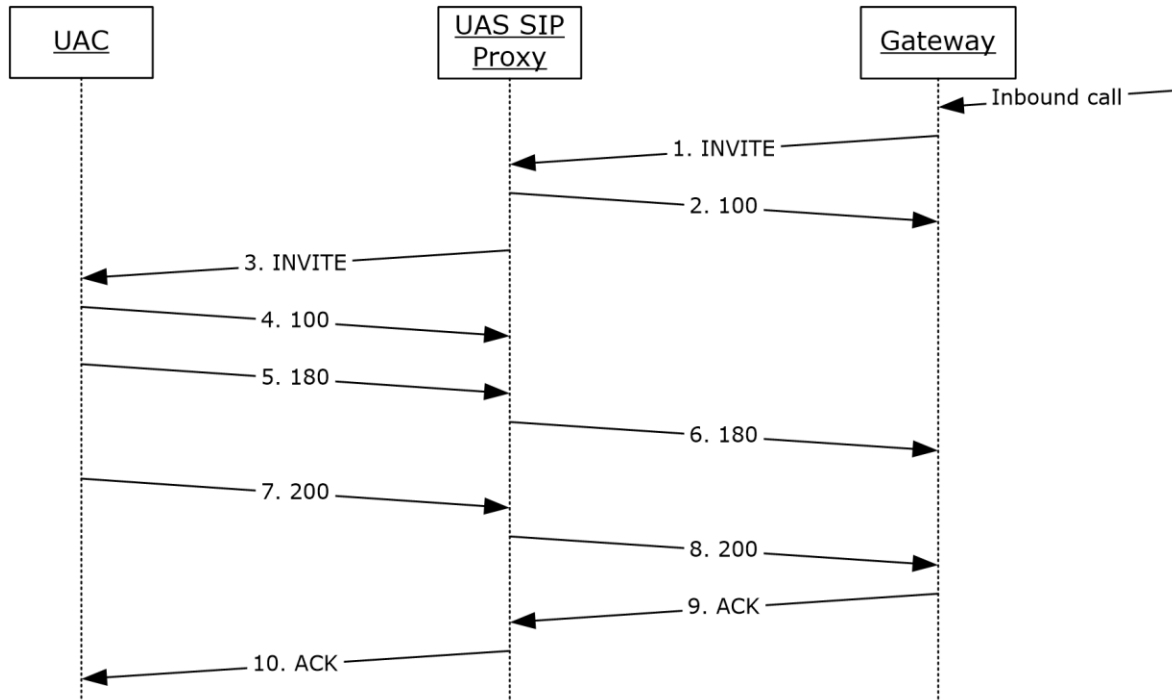 UAC
UAS SIP
Proxy
Gateway
Inbound call
1. INVITE
2. 100
3. INVITE
4. 100
5. 180
6. 180
7. 200
8. 200
9. ACK
10. ACK